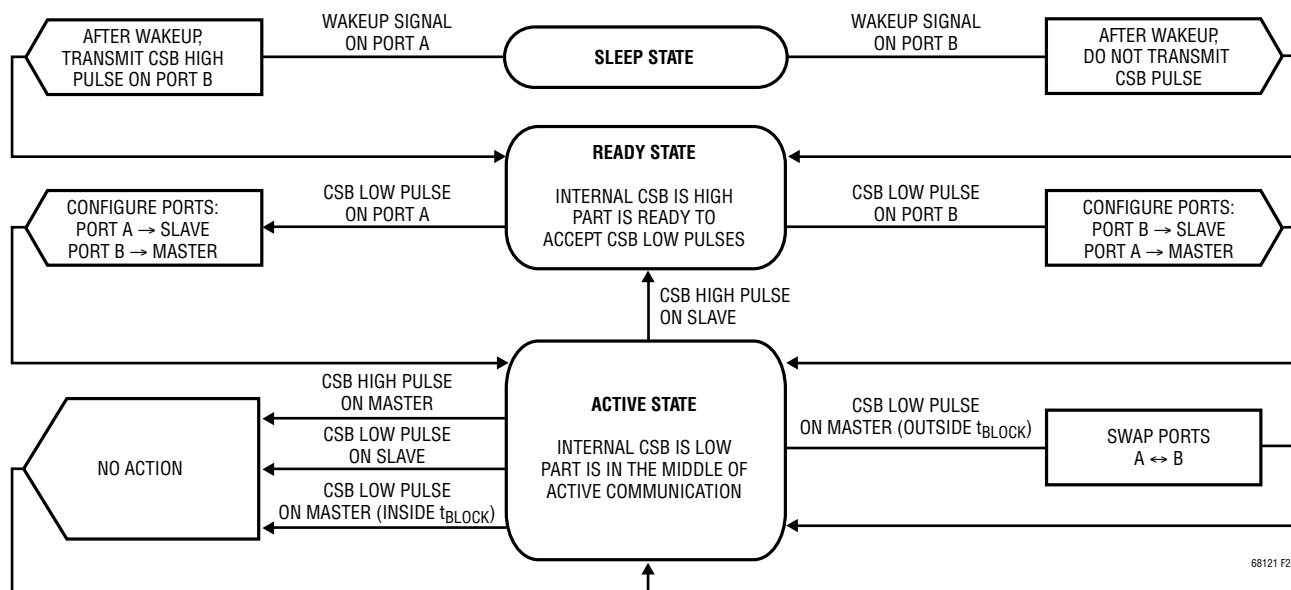 AFTER WAKEUP,
TRANSMIT CSB HIGH
PULSE ON PORT B
WAKEUP SIGNAL
ON PORT A
SLEEP STATE
WAKEUP SIGNAL
ON PORT B
AFTER WAKEUP,
DO NOT TRANSMIT
CSB PULSE
READY STATE
INTERNAL CSB IS HIGH
PART IS READY TO
ACCEPT CSB LOW PULSES
CONFIGURE PORTS:
PORT A → SLAVE
PORT B → MASTER
CSB LOW PULSE
ON PORT A
CSB LOW PULSE
ON PORT B
CONFIGURE PORTS:
PORT B → SLAVE
PORT A → MASTER
CSB HIGH PULSE
ON SLAVE
NO ACTION
CSB HIGH PULSE
ON MASTER
CSB LOW PULSE
ON SLAVE
CSB LOW PULSE
ON MASTER (INSIDE tBLOCK)
ACTIVE STATE
INTERNAL CSB IS LOW
PART IS IN THE MIDDLE OF
ACTIVE COMMUNICATION
CSB LOW PULSE
ON MASTER (OUTSIDE tBLOCK)
SWAP PORTS
A ↔ B
68121 F2